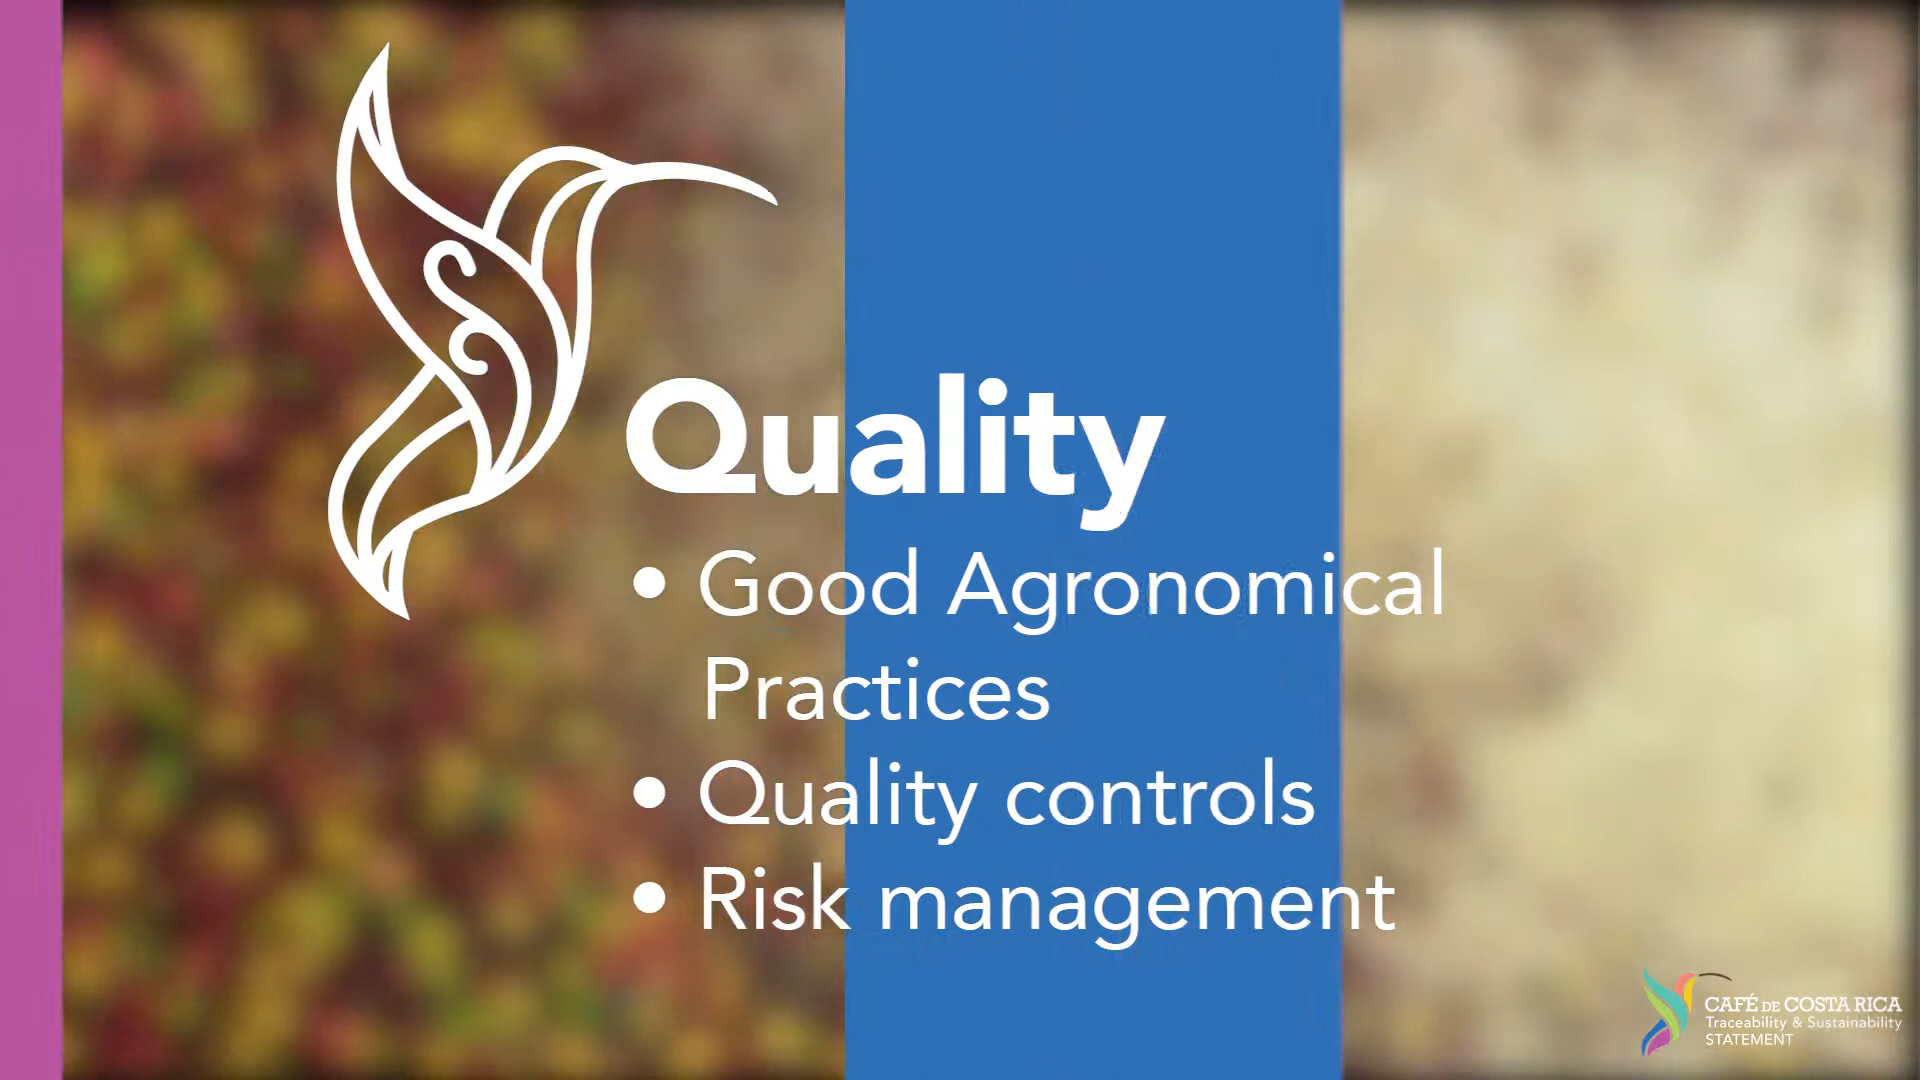 Quality
• Good Agronomical
Practices
• Quality controls
• Risk management
CAFÉ DE COSTA RICA
Traceability & Sustainability
STATEMENT